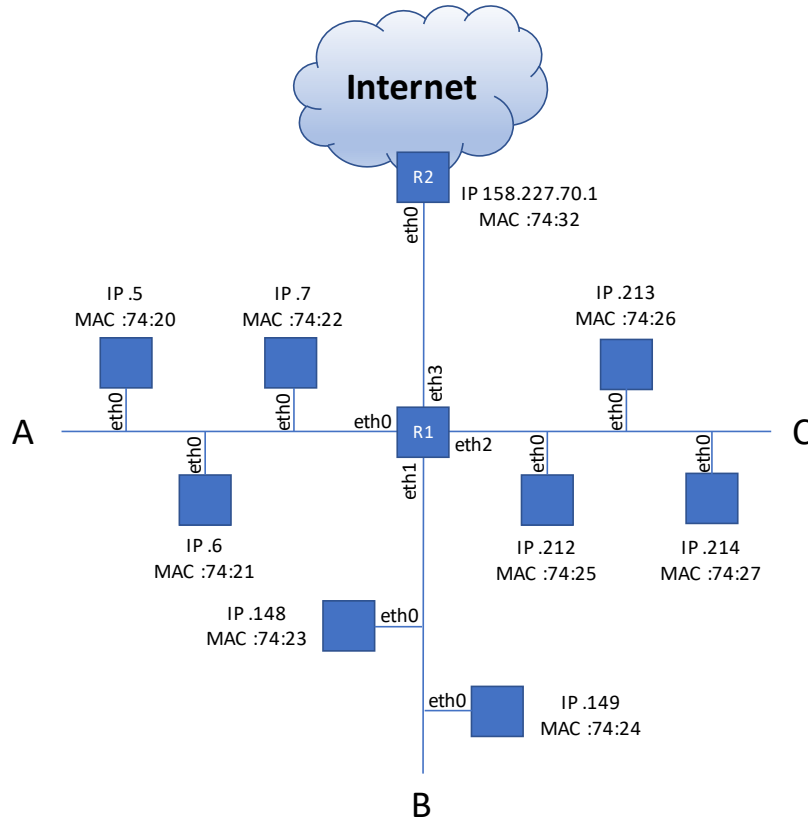 Internet
R2
eth0
IP 158.227.70.1
MAC :74:32
IP .5
MAC :74:20
IP .7
MAC :74:22
IP .213
MAC :74:26
eth0
eth0
eth3
eth0
A
eth0
R1
eth2
C
eth0
eth1
eth0
eth0
IP .6
MAC :74:21
IP .212
MAC :74:25
IP .214
MAC :74:27
IP .148
MAC :74:23
eth0
eth0
IP .149
MAC :74:24
B